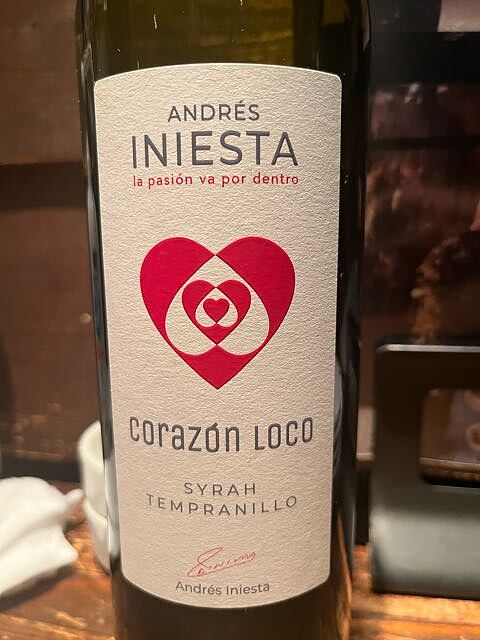 ANDRÉS
INIESTA
la pasión va por dentro
corazón Loco
SYRAH
TEMPRANILLO
Andrés Iniesta